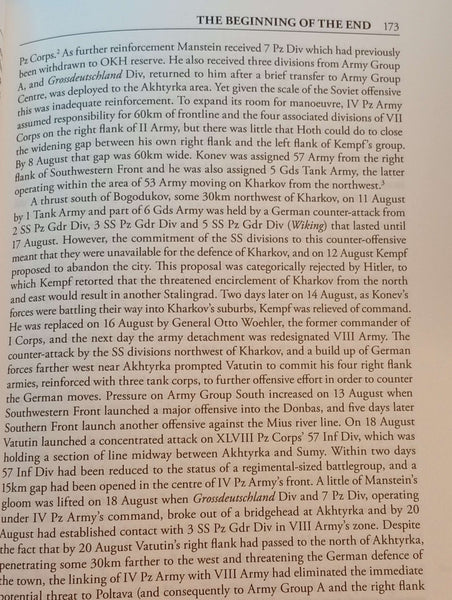 THE BEGINNING OF THE END 173
Pz Corps.² As further reinforcement Manstein received 7 Pz Div which had previously
been withdrawn to OKH reserve. He also received three divisions from Army Group
A, and Grossdeutschland Div, returned to him after a brief transfer to Army Group
Centre, was deployed to the Akhtyrka area. Yet given the scale of the Soviet offensive
this was inadequate reinforcement. To expand its room for manoeuvre, IV Pz Army
assumed responsibility for 60km of frontline and the four associated divisions of VII
Corps on the right flank of II Army, but there was little that Hoth could do to close
the widening gap between his own right flank and the left flank of Kempf's group.
By 8 August that gap was 60km wide. Konev was assigned 57 Army from the right
flank of Southwestern Front and he was also assigned 5 Gds Tank Army, the latter
operating within the area of 53 Army moving on Kharkov from the northwest.³
A thrust south of Bogodukov, some 30km northwest of Kharkov, on 11 August
by 1 Tank Army and part of 6 Gds Army was held by a German counter-attack from
2 SS Pz Gdr Div, 3 SS Pz Gdr Div and 5 SS Pz Gdr Div (Wiking) that lasted until
17 August. However, the commitment of the SS divisions to this counter-offensive
meant that they were unavailable for the defence of Kharkov, and on 12 August Kempf
proposed to abandon the city. This proposal was categorically rejected by Hitler, to
which Kempf retorted that the threatened encirclement of Kharkov from the north
and east would result in another Stalingrad. Two days later on 14 August, as Konev's
forces were battling their way into Kharkov's suburbs, Kempf was relieved of command.
He was replaced on 16 August by General Otto Woehler, the former commander of
I Corps, and the next day the army detachment was redesignated VIII Army. The
counter-attack by the SS divisions northwest of Kharkov, and a build up of German
forces farther west near Akhtyrka prompted Vatutin to commit his four right flank
armies, reinforced with three tank corps, to further offensive effort in order to counter
the German moves. Pressure on Army Group South increased on 13 August when
Southwestern Front launched a major offensive into the Donbas, and five days later
Southern Front launch another offensive against the Mius river line. On 18 August
Vatutin launched a concentrated attack on XLVIII Pz Corps' 57 Inf Div, which was
holding a section of line midway between Akhtyrka and Sumy. Within two days
57 Inf Div had been reduced to the status of a regimental-sized battlegroup, and a
15km gap had been opened in the centre of IV Pz Army's front. A little of Manstein's
gloom was lifted on 18 August when Grossdeutschland Div and 7 Pz Div, operating
under IV Pz Army's command, broke out of a bridgehead at Akhtyrka and by 20
August had established contact with 3 SS Pz Gdr Div in VIII Army's zone. Despite
the fact that by 20 August Vatutin's right flank had passed to the north of Akhtyrka,
penetrating some 30km farther to the west and threatening the German defence of
the town, the linking of IV Pz Army with VIII Army had eliminated the immediate
potential threat to Poltava (and consequently to Army Group A and the right flank